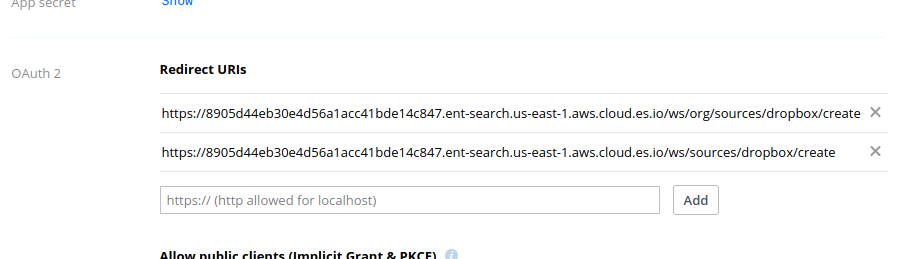 App secret
Show
OAuth 2
Redirect URIs
https://8905d44eb30e4d56a1acc41bde14c847.ent-search.us-east-1.aws.cloud.es.io/ws/org/sources/dropbox/create
https://8905d44eb30e4d56a1acc41bde14c847.ent-search.us-east-1.aws.cloud.es.io/ws/sources/dropbox/create
https:// (http allowed for localhost)
Add
Allow public clients (Implicit Grant & PKCE)